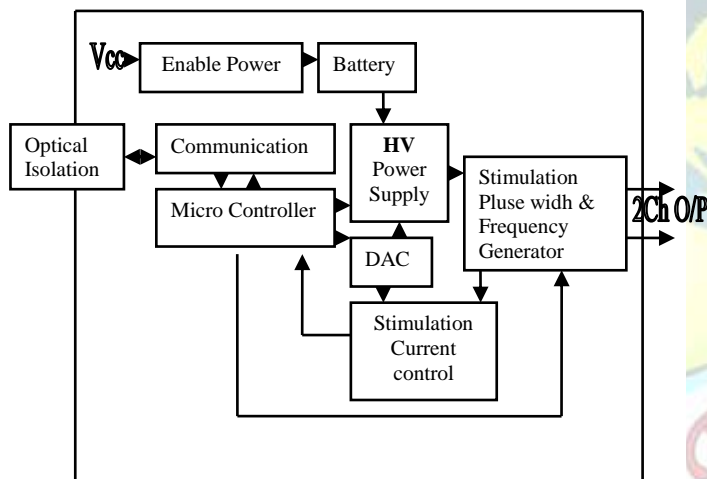 Vcc
Enable Power
Battery
Optical
Isolation
Communication
HV
Power
Supply
Stimulation
Pluse widh &
Frequency
Generator
2Ch O/P
Micro Controller
DAC
Stimulation
Current
control